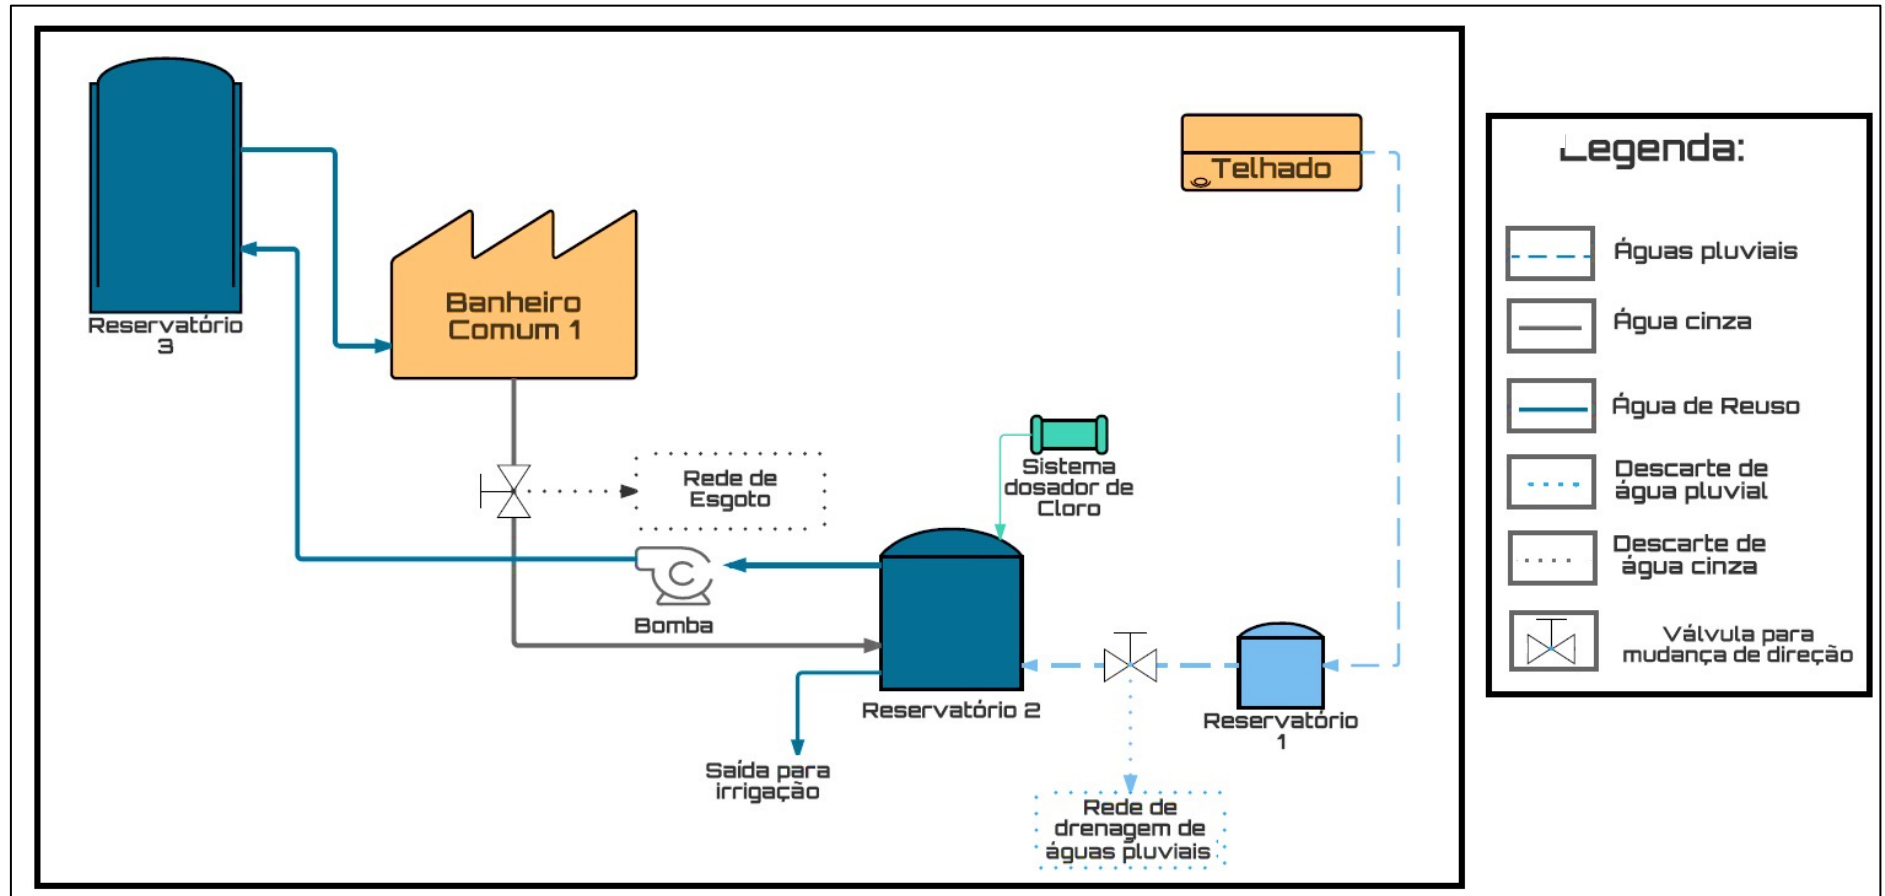 Telhado
Reservatório
3
Banheiro
Comum 1
Rede de
Esgoto
Sistema
dosador de
Cloro
C
Bomba
Reservatório 2
Reservatório
1
Saída para
irrigação
Rede de
drenagem de
águas pluviais
Legenda:
Águas pluviais
Água cinza
Água de Reuso
Descarte de
água pluvial
Descarte de
água cinza
Válvula para
mudança de direção